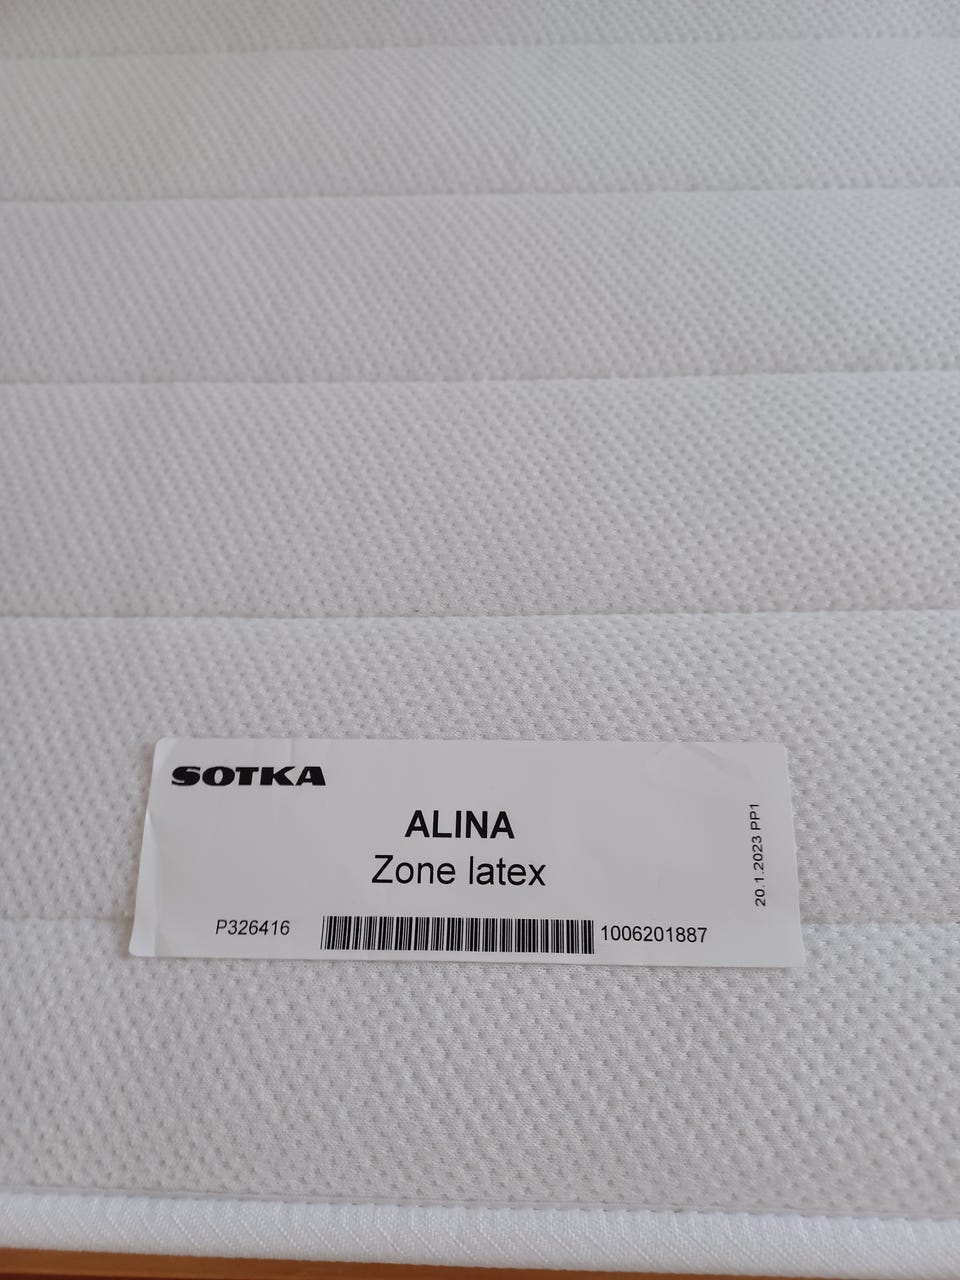 SOTKA
ALINA
Zone latex
P326416
1006201887
20.1.2023 PP1